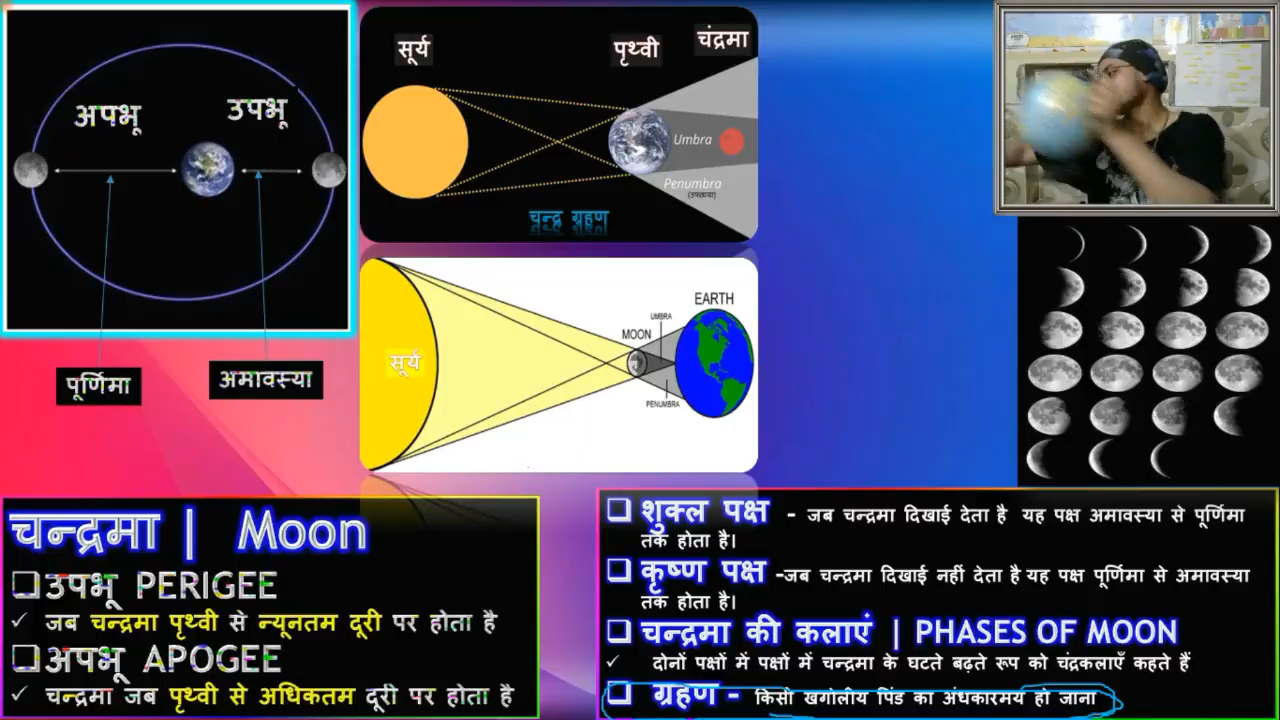 अपभू
उपभू
पूर्णिमा
अमावस्या
सूर्य
पृथ्वी
चंद्रमा
Umbra
Penumbra
(उपछाया)
चन्द्र ग्रहण
सूर्य
EARTH
UMBRA
MOON
PENUMBRA
चन्द्रमा | Moon
उपभू PERIGEE
जब चन्द्रमा पृथ्वी से न्यूनतम दूरी पर होता है
अपभू APOGEE
चन्द्रमा जब पृथ्वी से अधिकतम दूरी पर होता है
शुक्ल पक्ष - जब चन्द्रमा दिखाई देता है यह पक्ष अमावस्या से पूर्णिमा
तक होता है।
कृष्ण पक्ष -जब चन्द्रमा दिखाई नहीं देता है यह पक्ष पूर्णिमा से अमावस्या
तक होता है।
चन्द्रमा की कलाएं | PHASES OF MOON
दोनों पक्षों में पक्षों में चन्द्रमा के घटते बढ़ते रूप को चंद्रकलाएँ कहते हैं
ग्रहण - किसी खगोलीय पिंड का अंधकारमय हो जाना